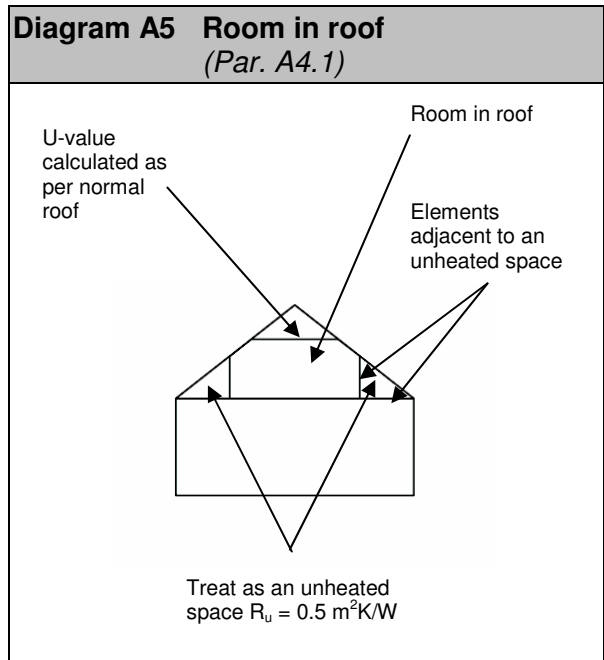 Diagram A5 Room in roof
(Par. A4.1)
Room in roof
U-value
calculated as
per normal
roof
Elements
adjacent to an
unheated space
Treat as an unheated
space Rᵤ = 0.5 m²K/W